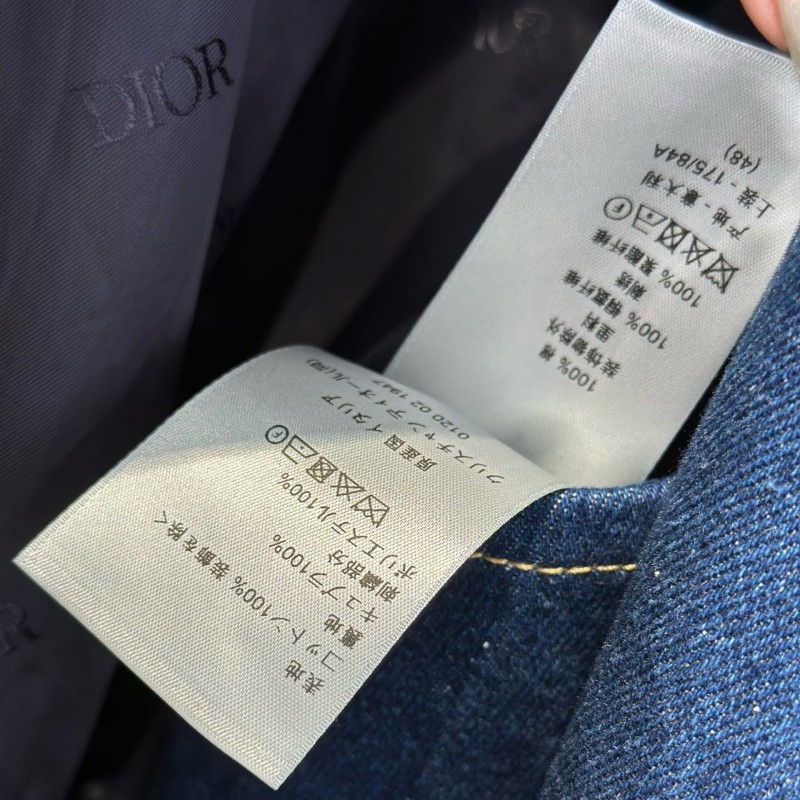 DIOR
表地
コットン100% 装飾を除く
裏地
キュプラ100%
刺繍部分
ポリエステル100%
原産国 イタリア
クリスチャン ディオール(同)
0120 02 1947
100% 棉
装饰物除外
里料
100% 铜氨纤维
刺绣
100% 聚酯纤维
产地 - 意大利
上装 - 175/84A
(48)